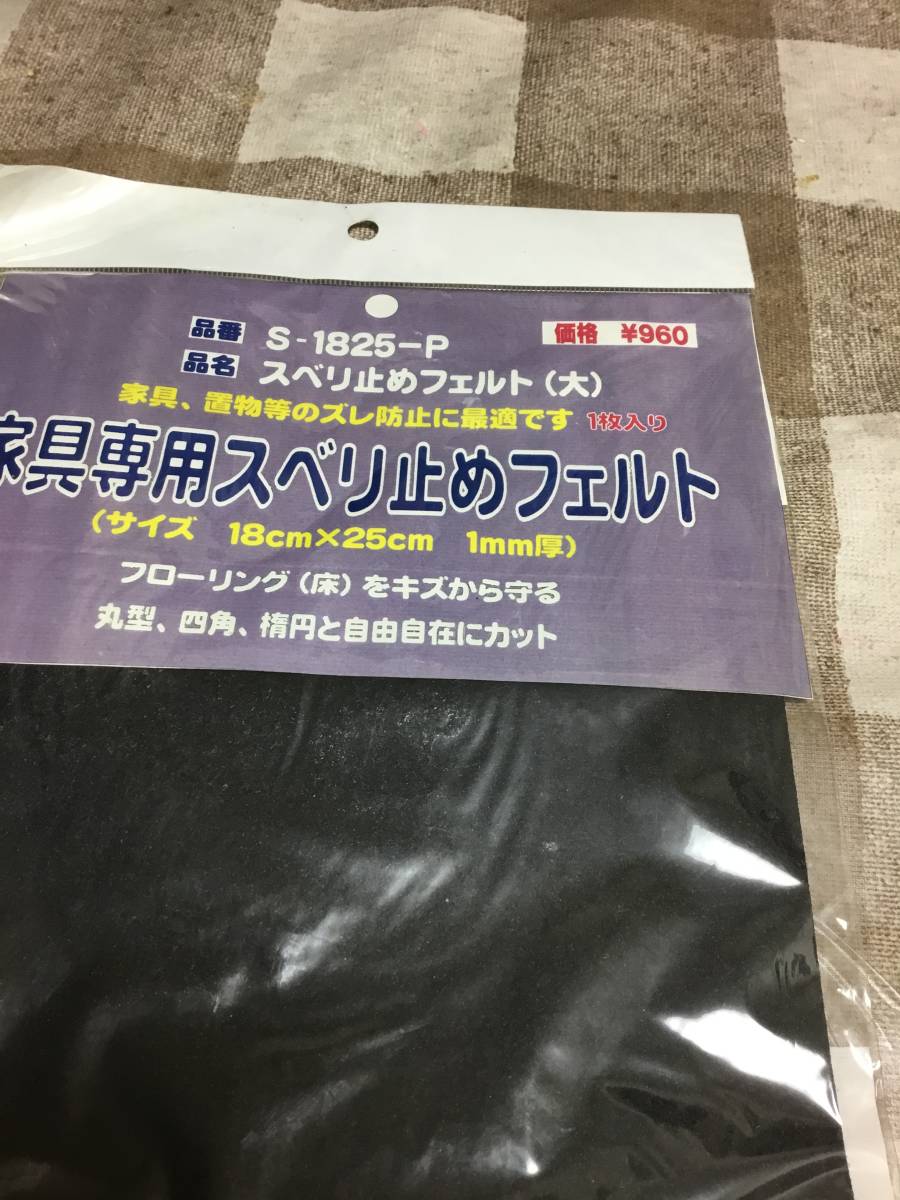 品番 S-1825-P 価格 ¥960
品名 スベリ止めフェルト(大)
家具、置物等のズレ防止に最適です 1枚入り
家具専用スベリ止めフェルト
(サイズ 18cm×25cm 1mm厚)
フローリング(床)をキズから守る
丸型、四角、楕円と自由自在にカット